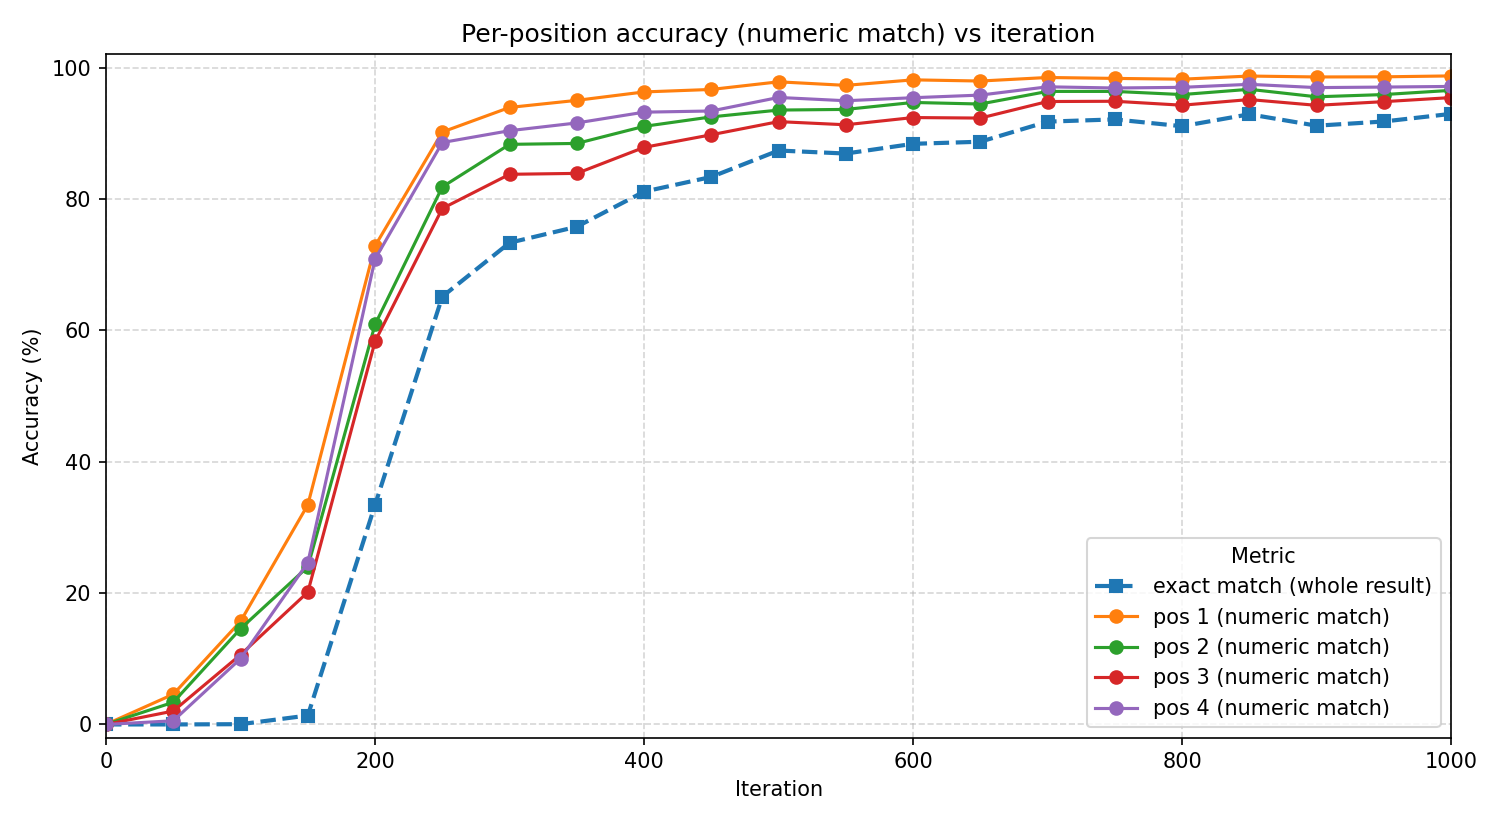 Per-position accuracy (numeric match) vs iteration
100
80
60
40
20
0
Accuracy (%)
0 200 400 600 800 1000
Iteration
Metric
exact match (whole result)
pos 1 (numeric match)
pos 2 (numeric match)
pos 3 (numeric match)
pos 4 (numeric match)